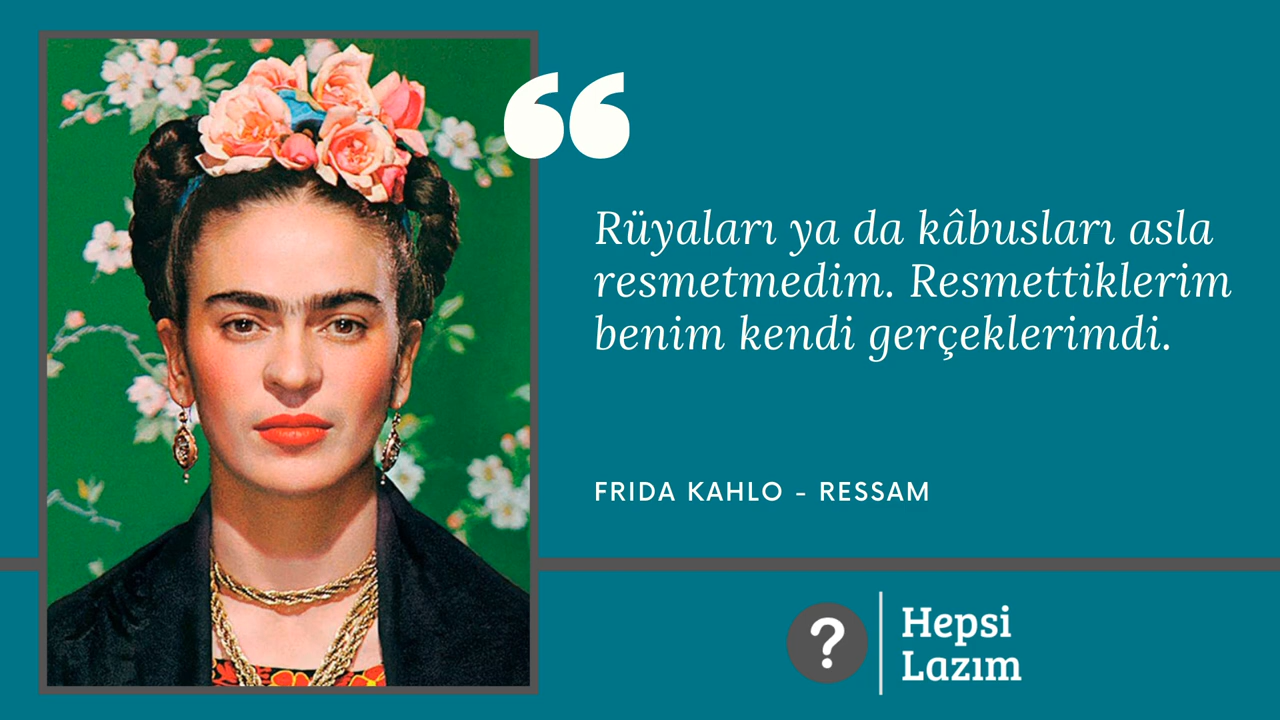 “
Rüyaları ya da kâbusları asla
resmetmedim. Resmettiklerim
benim kendi gerçeklerimdi.
FRIDA KAHLO - RESSAM
?
Hepsi
Lazım